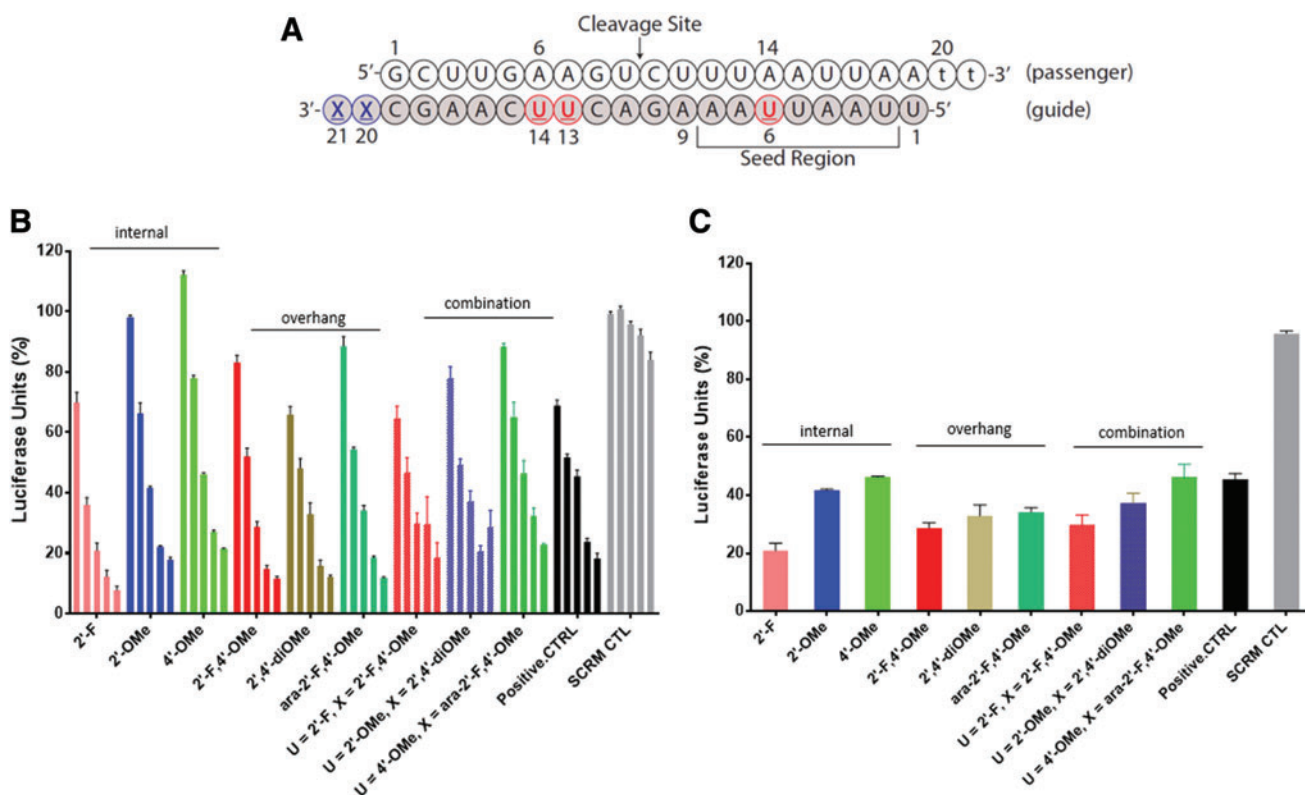 A
Cleavage Site
1 6 14 20
5'- G C U U G A A G U C U U U A A U U A A t t -3' (passenger)
3'- X X C G A A C U U C A G A A A U U A A U U -5' (guide)
21 20 14 13 9 6 1
Seed Region
B
internal
overhang
combination
Luciferase Units (%)
120
100
80
60
40
20
0
2'-F
2'-OMe
4'-OMe
2'-F,4'-OMe
2',4'-diOMe
ara-2'-F,4'-OMe
U = 2'-F, X = 2'-F,4'-OMe
U = 2'-OMe, X = 2',4'-diOMe
U = 4'-OMe, X = ara-2'-F,4'-OMe
Positive.CTRL
SCRM CTL
C
internal
overhang
combination
Luciferase Units (%)
120
100
80
60
40
20
0
2'-F
2'-OMe
4'-OMe
2'-F,4'-OMe
2',4'-diOMe
ara-2'-F,4'-OMe
U = 2'-F, X = 2'-F,4'-OMe
U = 2'-OMe, X = 2',4'-diOMe
U = 4'-OMe, X = ara-2'-F,4'-OMe
Positive CTRL
SCRM CTL